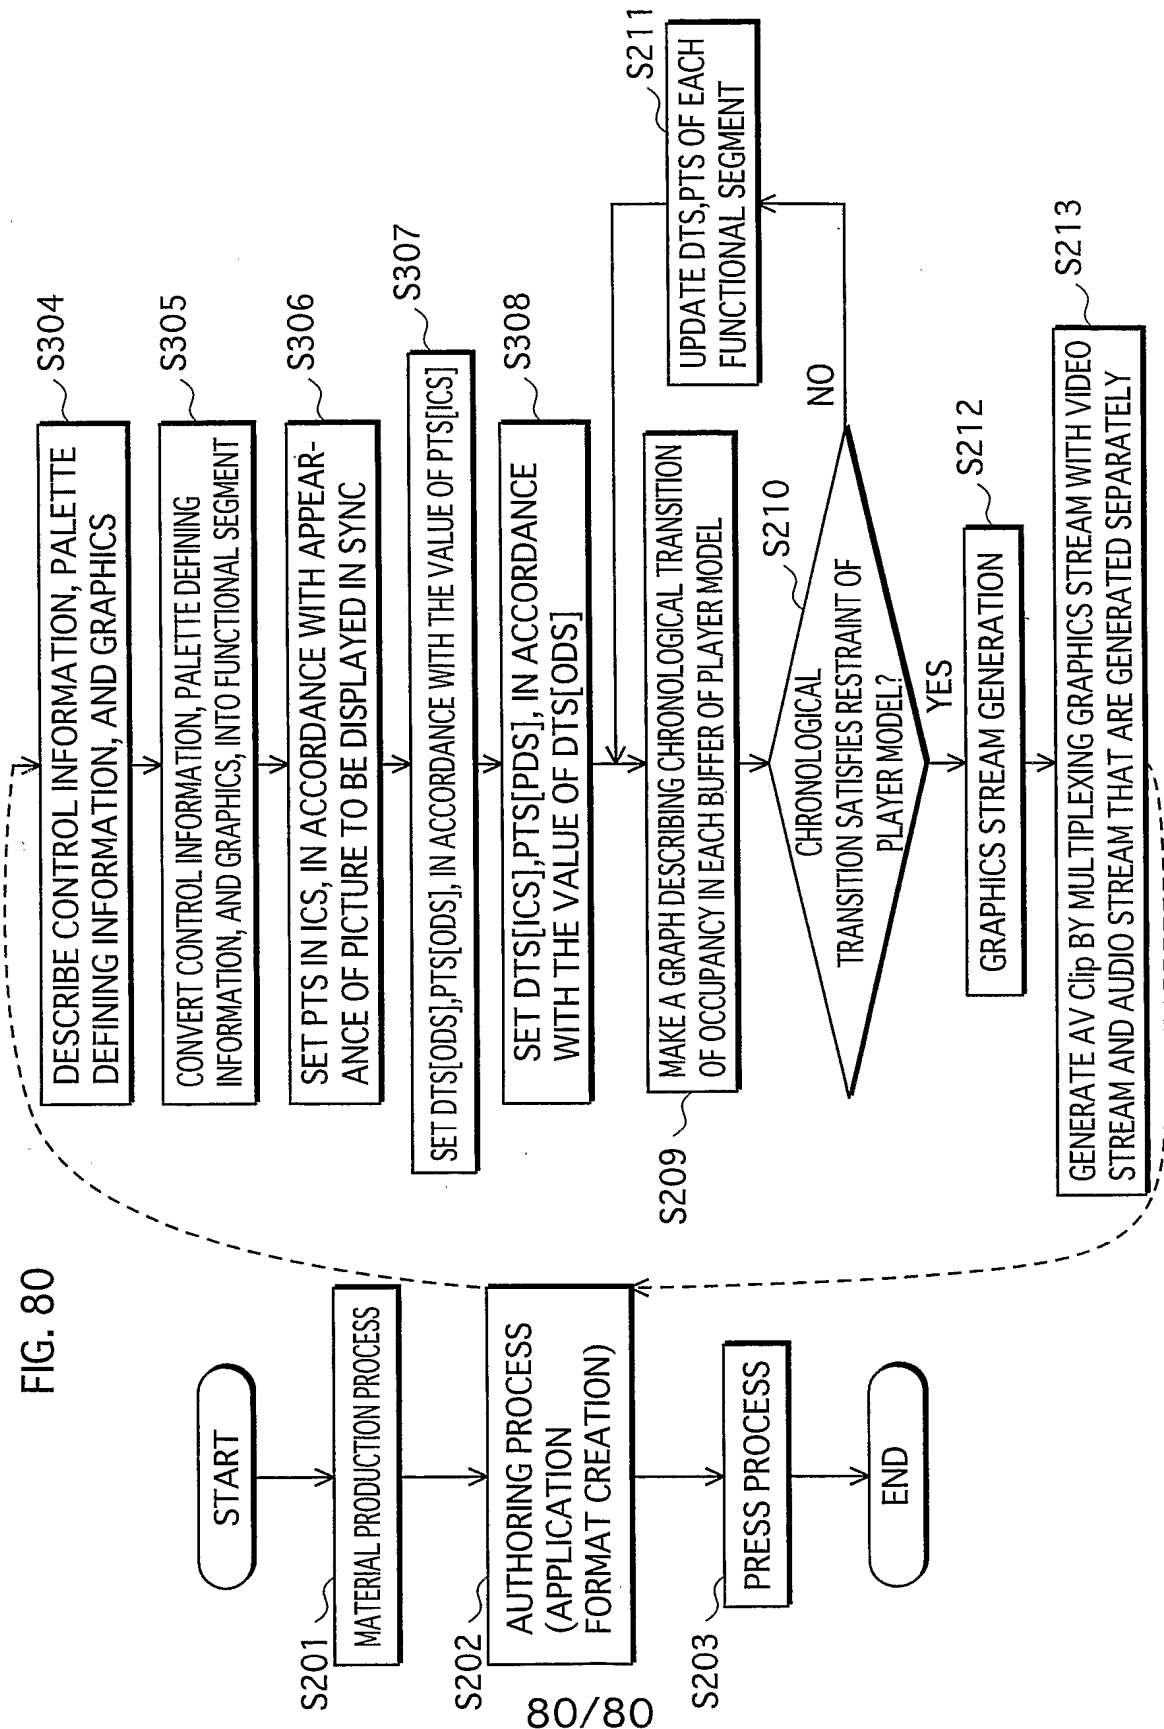 FIG. 80
START
S201
MATERIAL PRODUCTION PROCESS
S202
AUTHORING PROCESS
(APPLICATION
FORMAT CREATION)
S203
PRESS PROCESS
END
S304
DESCRIBE CONTROL INFORMATION, PALETTE
DEFINING INFORMATION, AND GRAPHICS
S305
CONVERT CONTROL INFORMATION, PALETTE DEFINING
INFORMATION, AND GRAPHICS, INTO FUNCTIONAL SEGMENT
S306
SET PTS IN ICS, IN ACCORDANCE WITH APPEAR-
ANCE OF PICTURE TO BE DISPLAYED IN SYNC
S307
SET DTS[ODS],PTS[ODS], IN ACCORDANCE WITH THE VALUE OF PTS[ICS]
S308
SET DTS[ICS],PTS[PDS], IN ACCORDANCE
WITH THE VALUE OF DTS[ODS]
S209
MAKE A GRAPH DESCRIBING CHRONOLOGICAL TRANSITION
OF OCCUPANCY IN EACH BUFFER OF PLAYER MODEL
S210
CHRONOLOGICAL
TRANSITION SATISFIES RESTRAINT OF
PLAYER MODEL?
NO
YES
S211
UPDATE DTS,PTS OF EACH
FUNCTIONAL SEGMENT
S212
GRAPHICS STREAM GENERATION
S213
GENERATE AV Clip BY MULTIPLEXING GRAPHICS STREAM WITH VIDEO
STREAM AND AUDIO STREAM THAT ARE GENERATED SEPARATELY
80/80